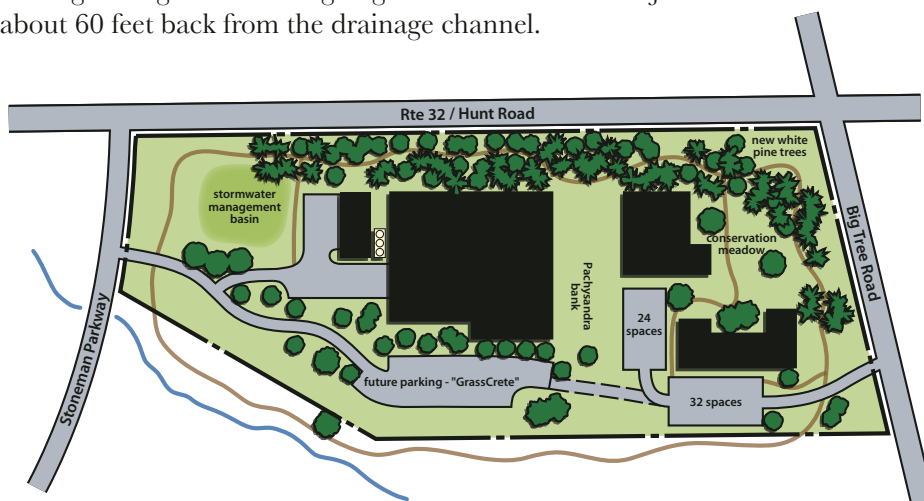 about 60 feet back from the drainage channel.
Rte 32 / Hunt Road
new white
pine trees
stormwater
management
basin
Big Tree Road
conservation
meadow
Pachysandra
bank
24
spaces
Stoneman Parkway
future parking - "GrassCrete"
32 spaces